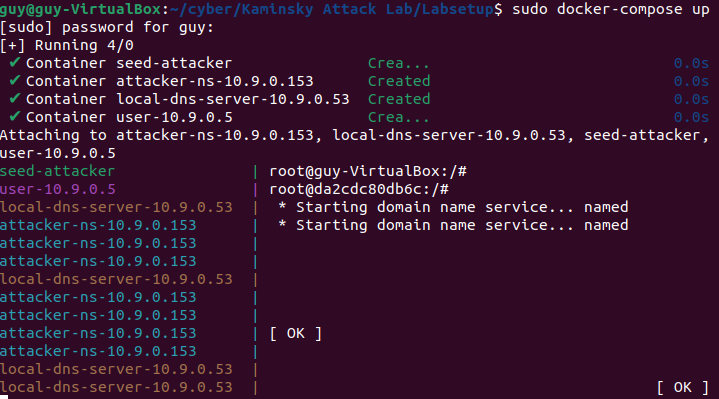 guy@guy-VirtualBox:~/cyber/Kaminsky Attack Lab/Labsetup$ sudo docker-compose up
[sudo] password for guy:
[+] Running 4/0
 ✔ Container seed-attacker                Crea...                              0.0s
 ✔ Container attacker-ns-10.9.0.153       Created                              0.0s
 ✔ Container local-dns-server-10.9.0.53   Created                              0.0s
 ✔ Container user-10.9.0.5                Crea...                              0.0s
Attaching to attacker-ns-10.9.0.153, local-dns-server-10.9.0.53, seed-attacker,
user-10.9.0.5
seed-attacker                | root@guy-VirtualBox:/#
user-10.9.0.5                | root@da2cdc80db6c:/#
local-dns-server-10.9.0.53   |  * Starting domain name service... named
attacker-ns-10.9.0.153       |  * Starting domain name service... named
attacker-ns-10.9.0.153       |
attacker-ns-10.9.0.153       |
local-dns-server-10.9.0.53   |
attacker-ns-10.9.0.153       |
attacker-ns-10.9.0.153       |
attacker-ns-10.9.0.153       | [ OK ]
attacker-ns-10.9.0.153       |
local-dns-server-10.9.0.53   |
local-dns-server-10.9.0.53   |                                           [ OK ]